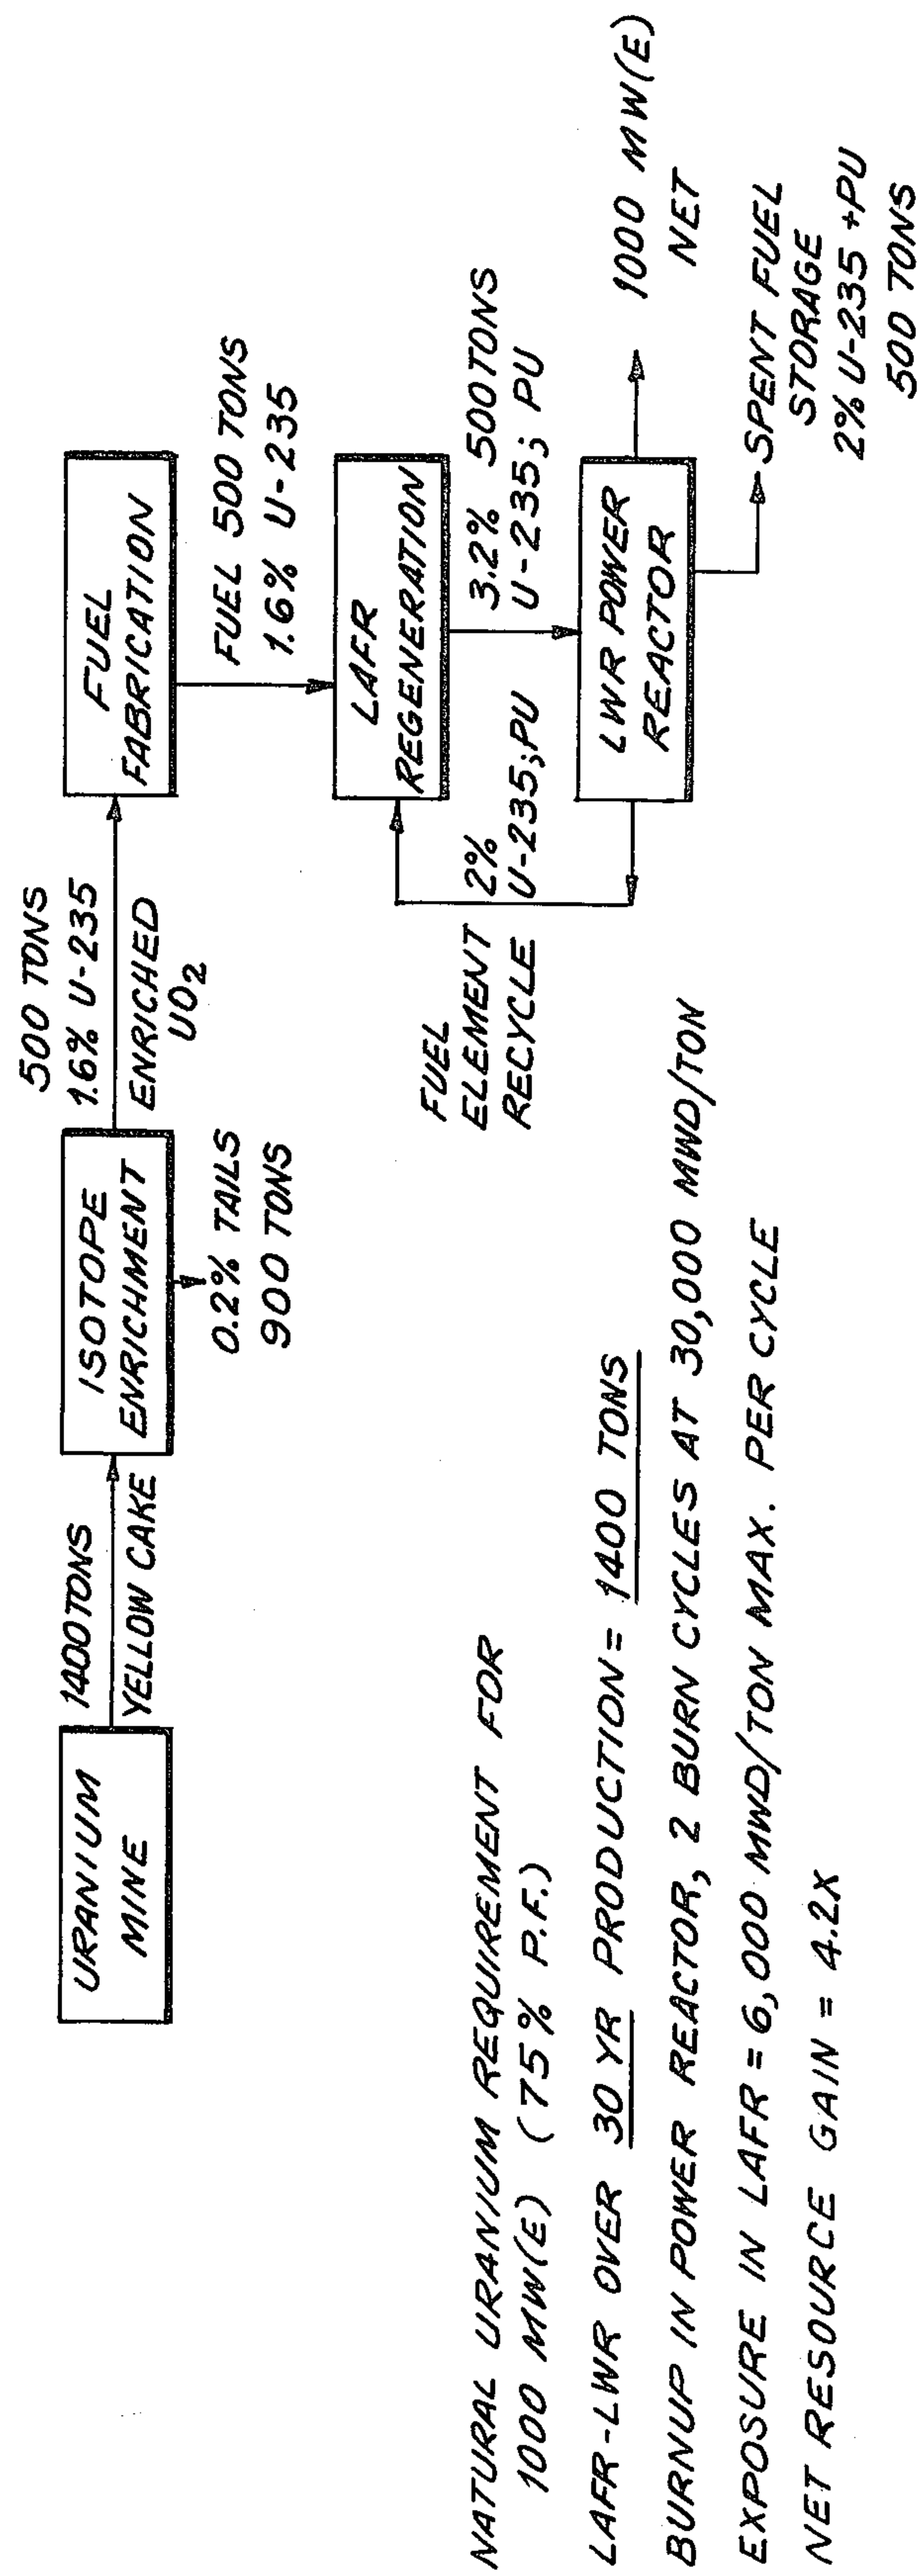 URANIUM
MINE
1400 TONS
YELLOW CAKE
ISOTOPE
ENRICHMENT
0.2% TAILS
900 TONS
500 TONS
1.6% U-235
ENRICHED
UO2
FUEL
FABRICATION
FUEL 500 TONS
1.6% U-235
LAFR
REGENERATION
3.2% 500 TONS
U-235; PU
FUEL
ELEMENT
RECYCLE
2%
U-235; PU
LWR POWER
REACTOR
1000 MW(E)
NET
SPENT FUEL
STORAGE
2% U-235 + PU
500 TONS
NATURAL URANIUM REQUIREMENT FOR
1000 MW(E) (75% P.F.)
LAFR-LWR OVER 30 YR PRODUCTION = 1400 TONS
BURNUP IN POWER REACTOR, 2 BURN CYCLES AT 30,000 MWD/TON
EXPOSURE IN LAFR = 6,000 MWD/TON MAX. PER CYCLE
NET RESOURCE GAIN = 4.2X